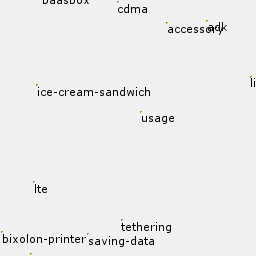 baasbox
cdma
accessory
adk
ice-cream-sandwich
usage
lte
tethering
bixolon-printer
saving-data